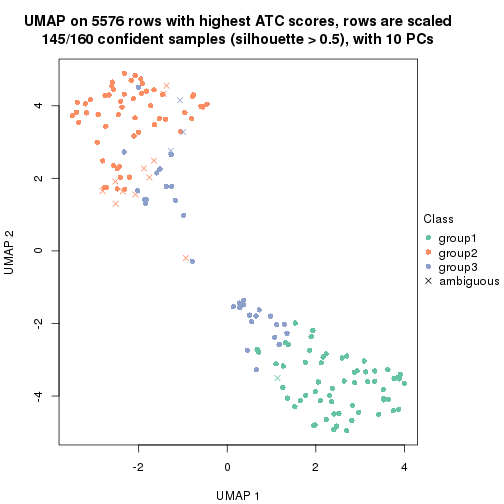 UMAP on 5576 rows with highest ATC scores, rows are scaled
145/160 confident samples (silhouette > 0.5), with 10 PCs
4
2
0
-2
-4
UMAP 2
Class
group1
group2
group3
ambiguous
-2
0
2
4
UMAP 1